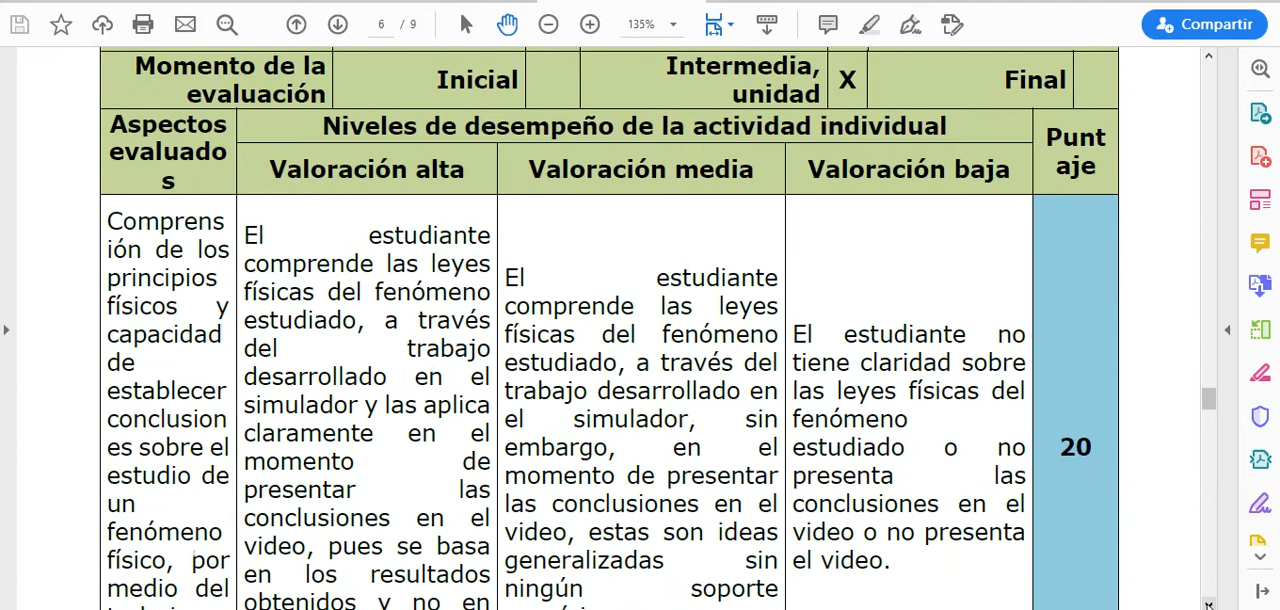 6 / 9
135%
Compartir
Momento de la
evaluación
Inicial
Intermedia,
unidad
X
Final
Aspectos
evaluado
s
Niveles de desempeño de la actividad individual
Punt
aje
Valoración alta
Valoración media
Valoración baja
Comprens
ión de los
principios
físicos y
capacidad
de
establecer
conclusion
es sobre el
estudio de
un
fenómeno
físico, por
medio del
El estudiante
comprende las leyes
físicas del fenómeno
estudiado, a través
del trabajo
desarrollado en el
simulador y las aplica
claramente en el
momento de
presentar las
conclusiones en el
video, pues se basa
en los resultados
obtenidos y no en
El estudiante
comprende las leyes
físicas del fenómeno
estudiado, a través del
trabajo desarrollado en
el simulador, sin
embargo, en el
momento de presentar
las conclusiones en el
video, estas son ideas
generalizadas sin
ningún soporte
El estudiante no
tiene claridad sobre
las leyes físicas del
fenómeno
estudiado o no
presenta las
conclusiones en el
video o no presenta
el video.
20